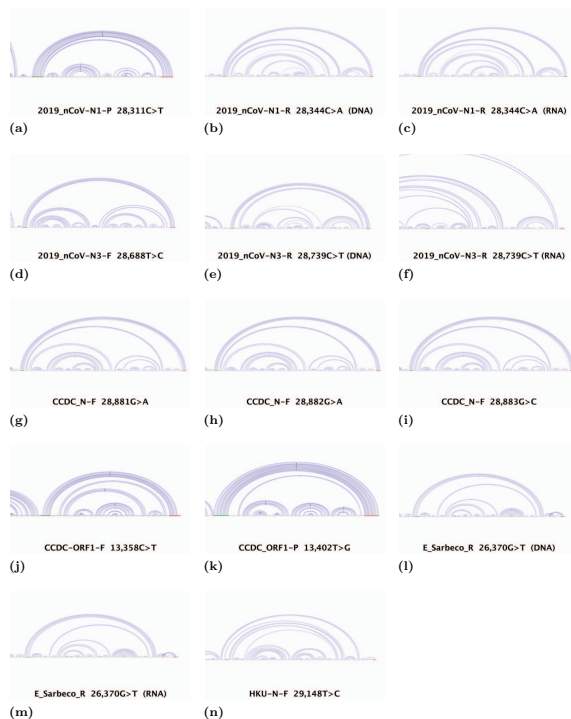 2019_nCoV-N1-P 28,311C>T
2019_nCoV-N1-R 28,344C>A (DNA)
2019_nCoV-N1-R 28,344C>A (RNA)
(a)
(b)
(c)
2019_nCoV-N3-F 28,688T>C
2019_nCoV-N3-R 28,739C>T (DNA)
2019_nCoV-N3-R 28,739C>T (RNA)
(d)
(e)
(f)
CCDC_N-F 28,881G>A
CCDC_N-F 28,882G>A
CCDC_N-F 28,883G>C
(g)
(h)
(i)
CCDC-ORF1-F 13,358C>T
CCDC_ORF1-P 13,402T>G
E_Sarbeco_R 26,370G>T (DNA)
(j)
(k)
(l)
E_Sarbeco_R 26,370G>T (RNA)
HKU-N-F 29,148T>C
(m)
(n)